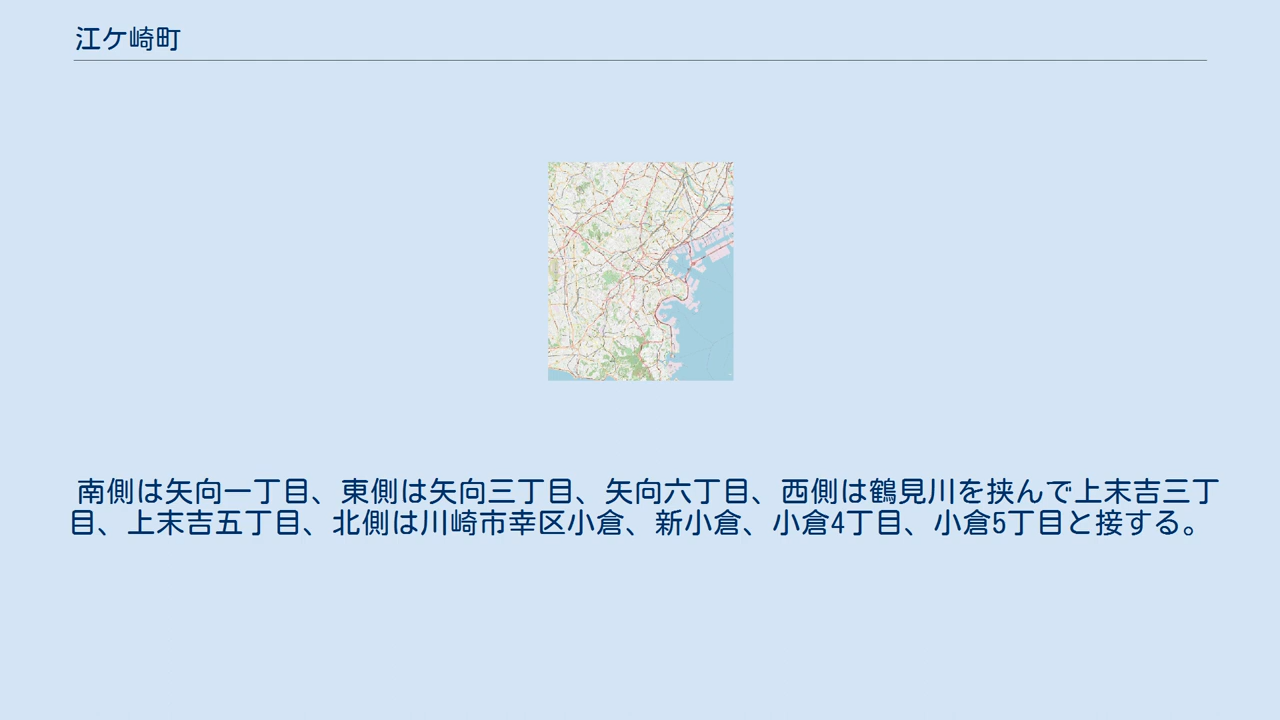 江ケ崎町
南側は矢向一丁目、東側は矢向三丁目、矢向六丁目、西側は鶴見川を挟んで上末吉三丁
目、上末吉五丁目、北側は川崎市幸区小倉、新小倉、小倉4丁目、小倉5丁目と接する。